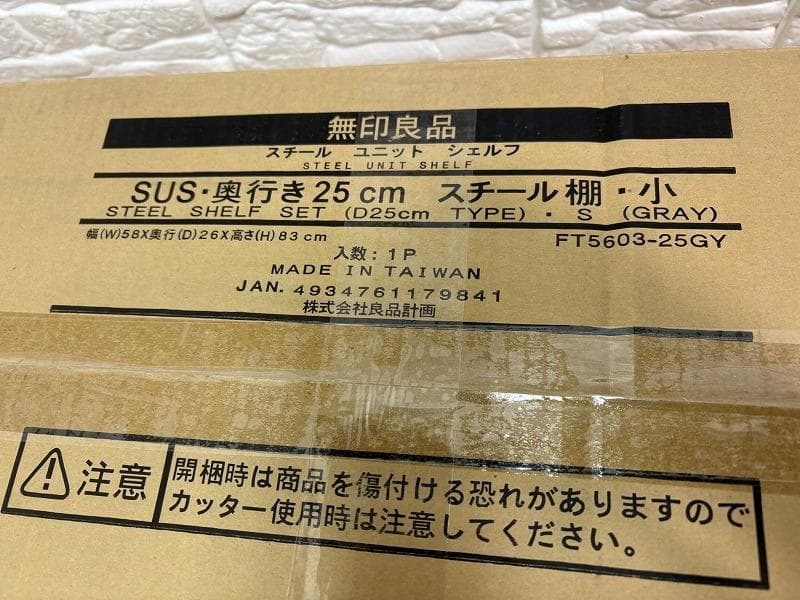 無印良品
スチール ユニット シェルフ
STEEL UNIT SHELF
SUS・奥行き25cm スチール棚・小
STEEL SHELF SET (D25cm TYPE)・S (GRAY)
幅(W)58X奥行(D)26X高さ(H)83cm
FT5603-25GY
入数:1P
MADE IN TAIWAN
JAN. 4934761179841
株式会社良品計画
注意
開梱時は商品を傷付ける恐れがありますので
カッター使用時は注意してください。